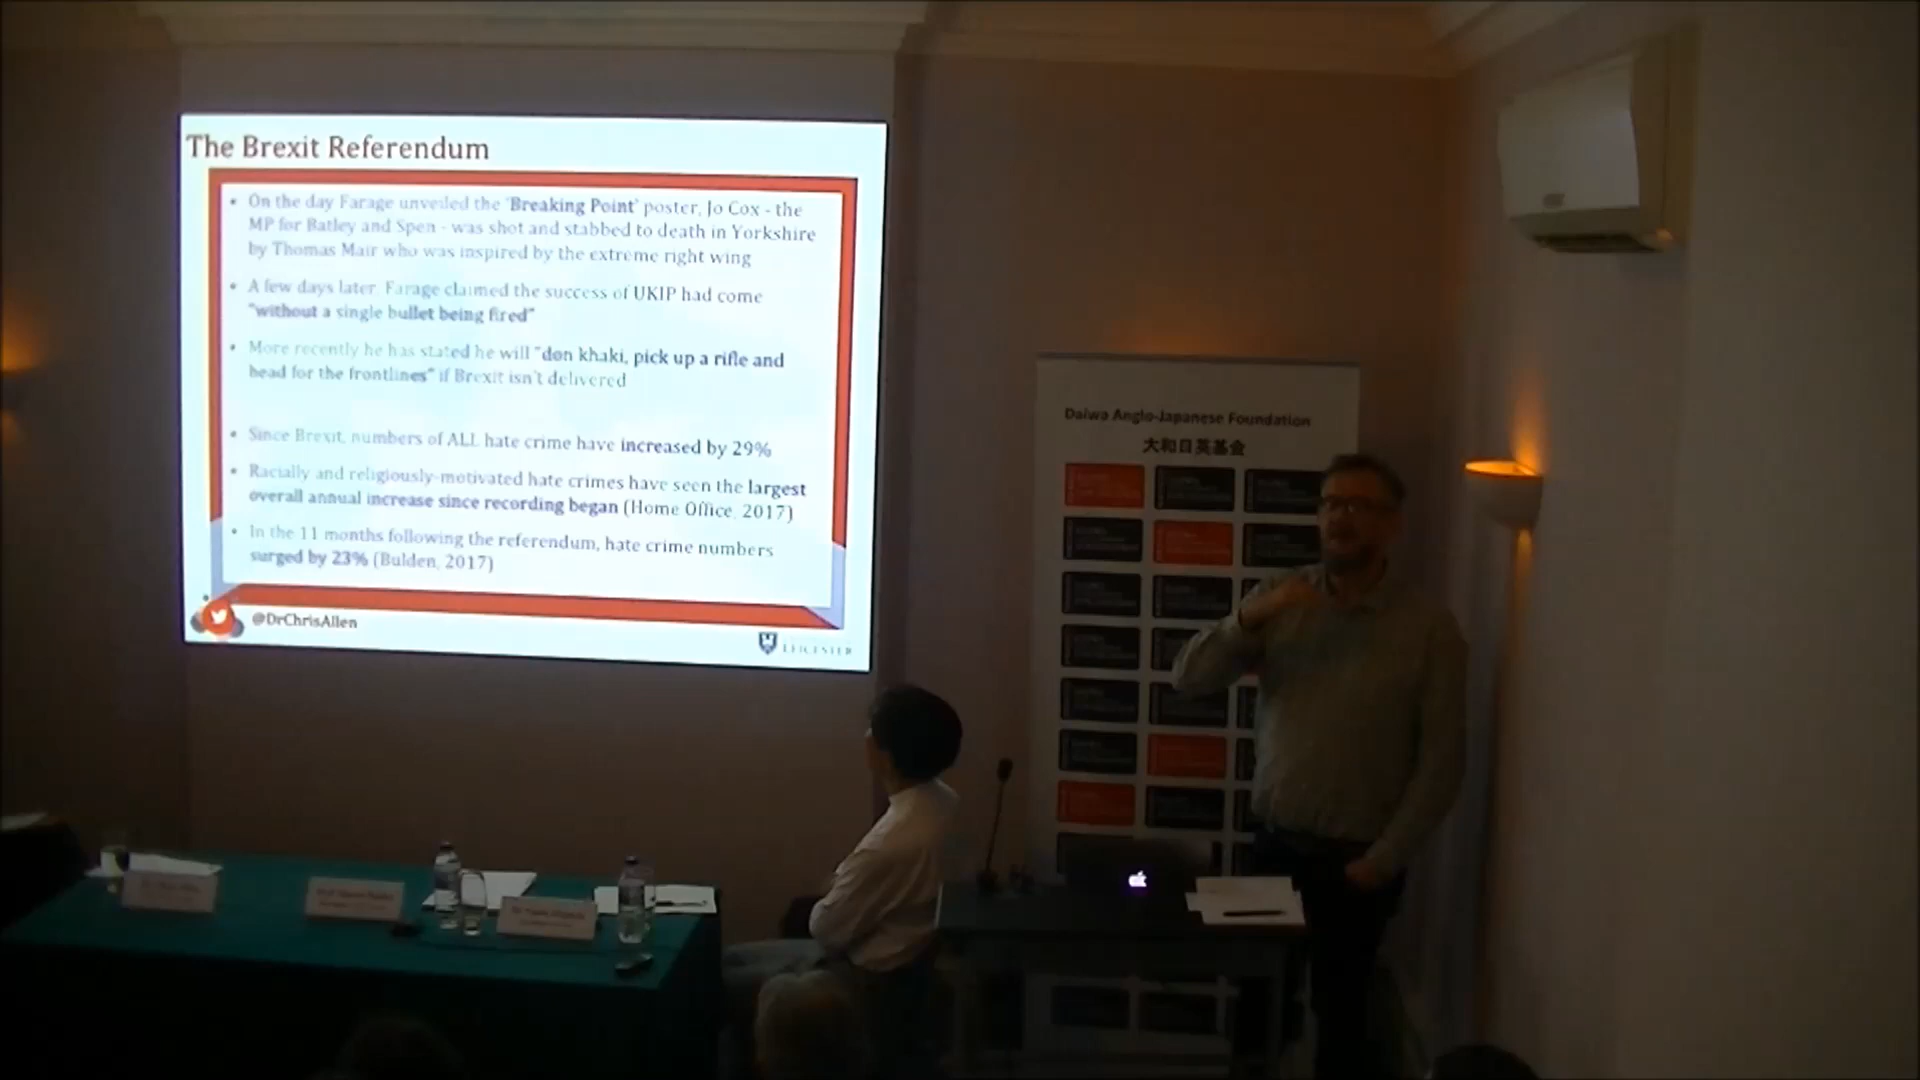 The Brexit Referendum
• On the day Farage unveiled the 'Breaking Point' poster, Jo Cox - the
MP for Batley and Spen - was shot and stabbed to death in Yorkshire
by Thomas Mair who was inspired by the extreme right wing
• A few days later, Farage claimed the success of UKIP had come
"without a single bullet being fired"
• More recently he has stated he will "don khaki, pick up a rifle and
head for the frontlines" if Brexit isn't delivered
• Since Brexit, numbers of ALL hate crime have increased by 29%
• Racially and religiously-motivated hate crimes have seen the largest
overall annual increase since recording began (Home Office, 2017)
• In the 11 months following the referendum, hate crime numbers
surged by 23% (Bulden, 2017)
@DrChrisAllen
LEICESTER
Daiwa Anglo-Japanese Foundation
大和日英基金